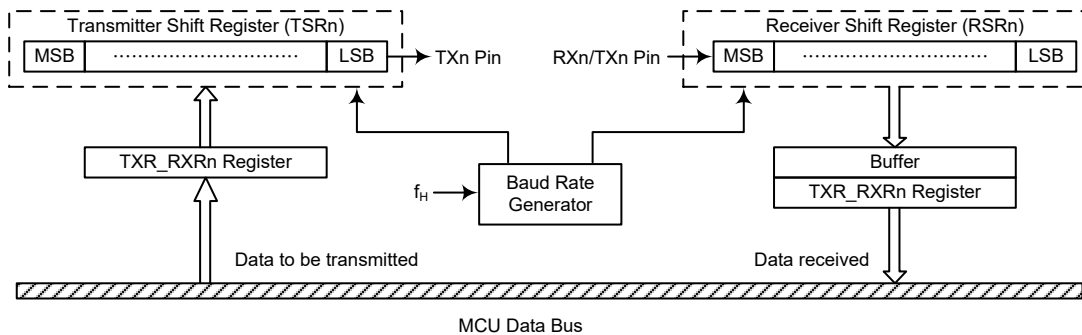 Transmitter Shift Register (TSRn)
MSB ………………………… LSB
TXn Pin
RXn/TXn Pin
Receiver Shift Register (RSRn)
MSB ………………………… LSB
TXR_RXRn Register
fH
Baud Rate
Generator
Buffer
TXR_RXRn Register
Data to be transmitted
Data received
MCU Data Bus